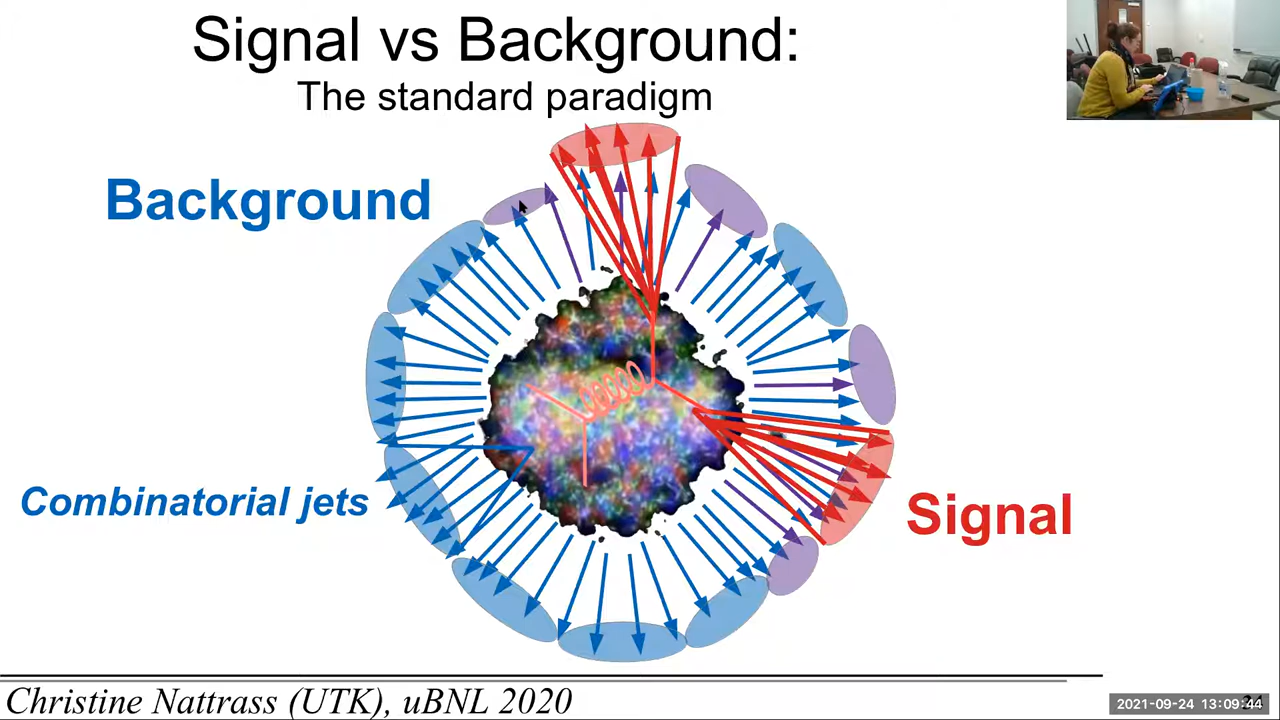 Signal vs Background:
The standard paradigm
Background
Combinatorial jets
Signal
Christine Nattrass (UTK), uBNL 2020
2021-09-24 13:09:44